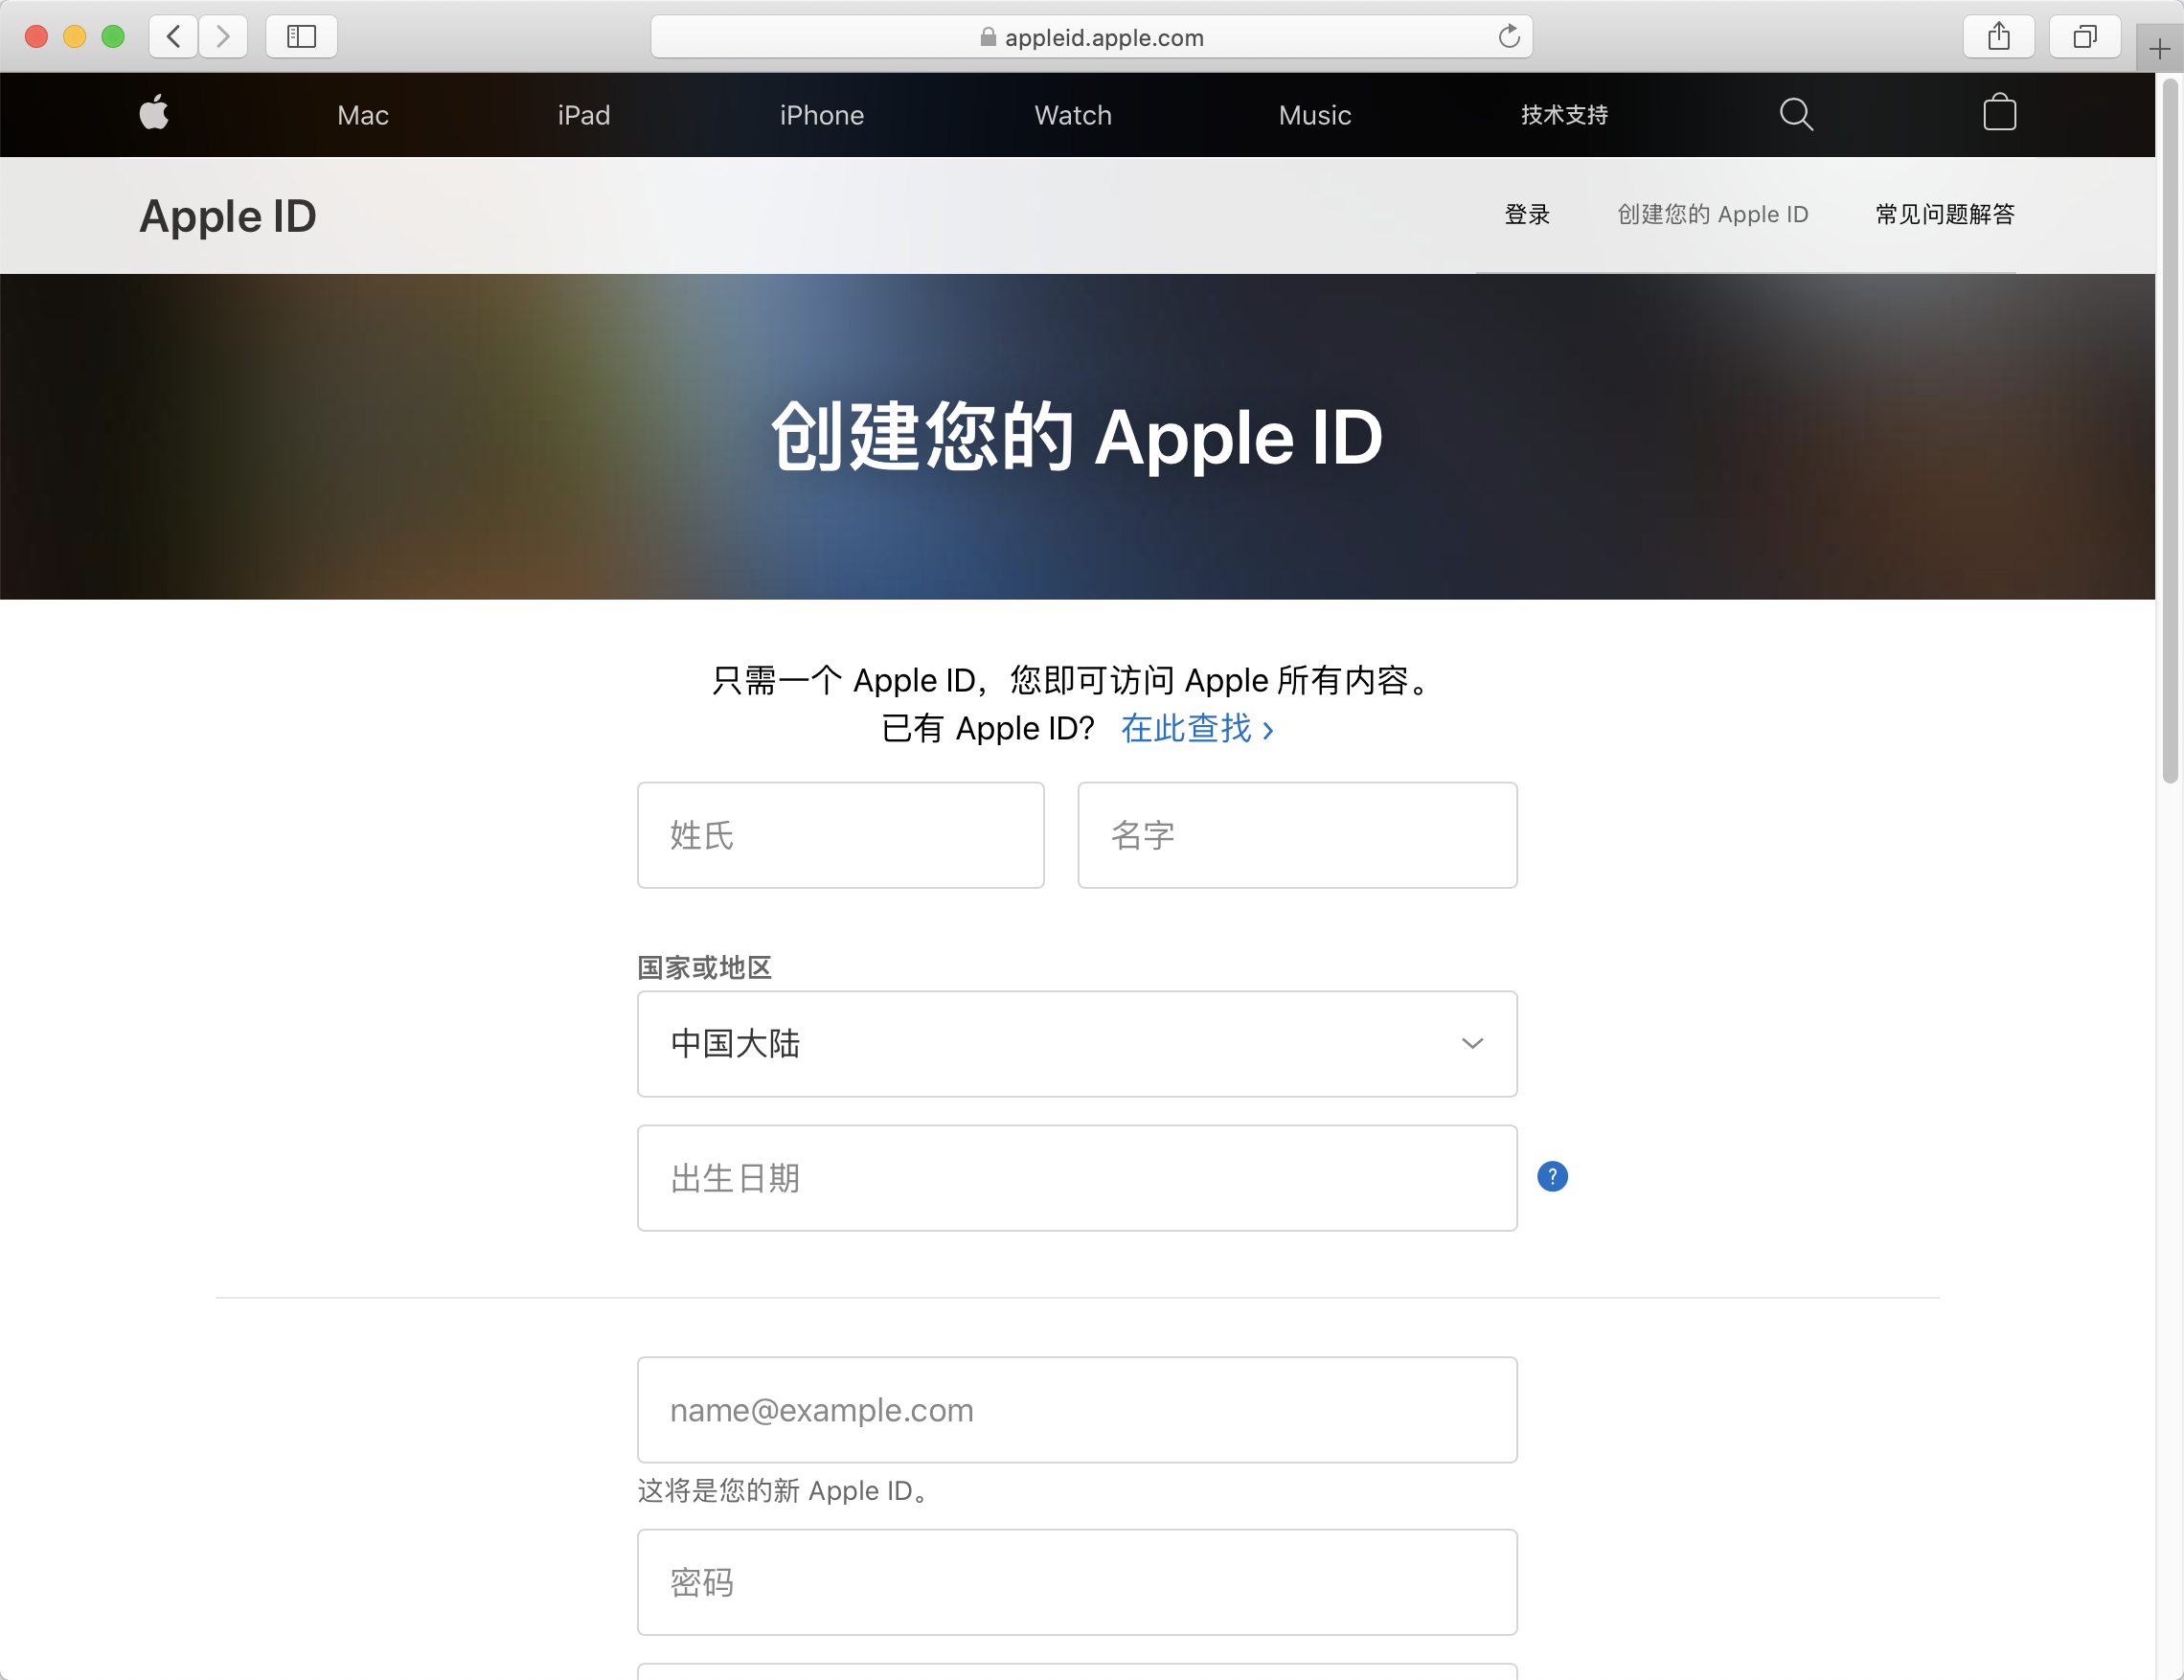 appleid.apple.com
Mac iPad iPhone Watch Music 技术支持
Apple ID 登录 创建您的 Apple ID 常见问题解答
创建您的 Apple ID
只需一个 Apple ID，您即可访问 Apple 所有内容。
已有 Apple ID? 在此查找 ›
姓氏 名字
国家或地区
中国大陆
出生日期 ?
name@example.com
这将是您的新 Apple ID。
密码